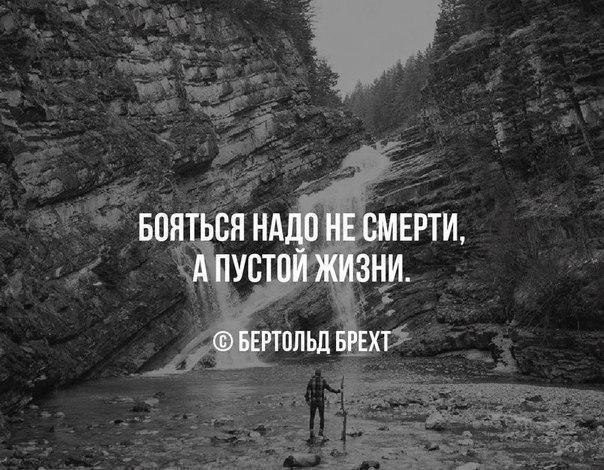 БОЯТЬСЯ НАДО НЕ СМЕРТИ,
А ПУСТОЙ ЖИЗНИ.
© БЕРТОЛЬД БРЕХТ